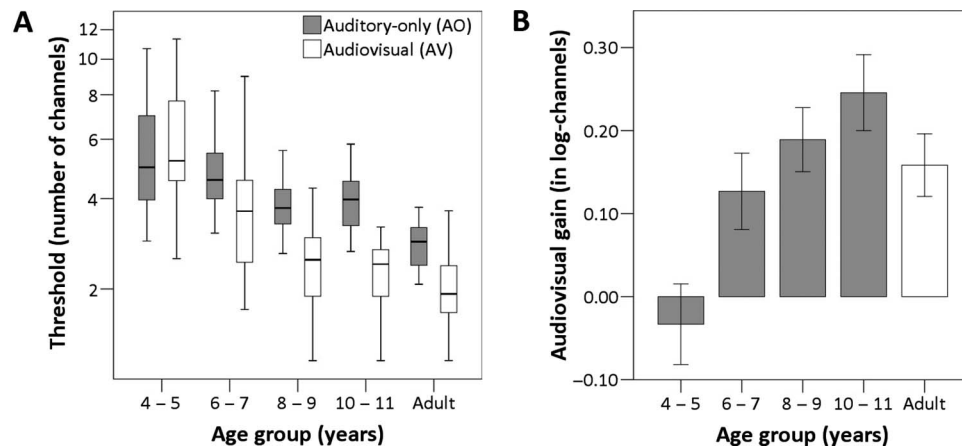 A
Threshold (number of channels)
12
10
8
6
4
2
Auditory-only (AO)
Audiovisual (AV)
4 – 5
6 – 7
8 – 9
10 – 11
Adult
Age group (years)
B
Audiovisual gain (in log-channels)
0.30
0.20
0.10
0.00
–0.10
4 – 5
6 – 7
8 – 9
10 – 11
Adult
Age group (years)